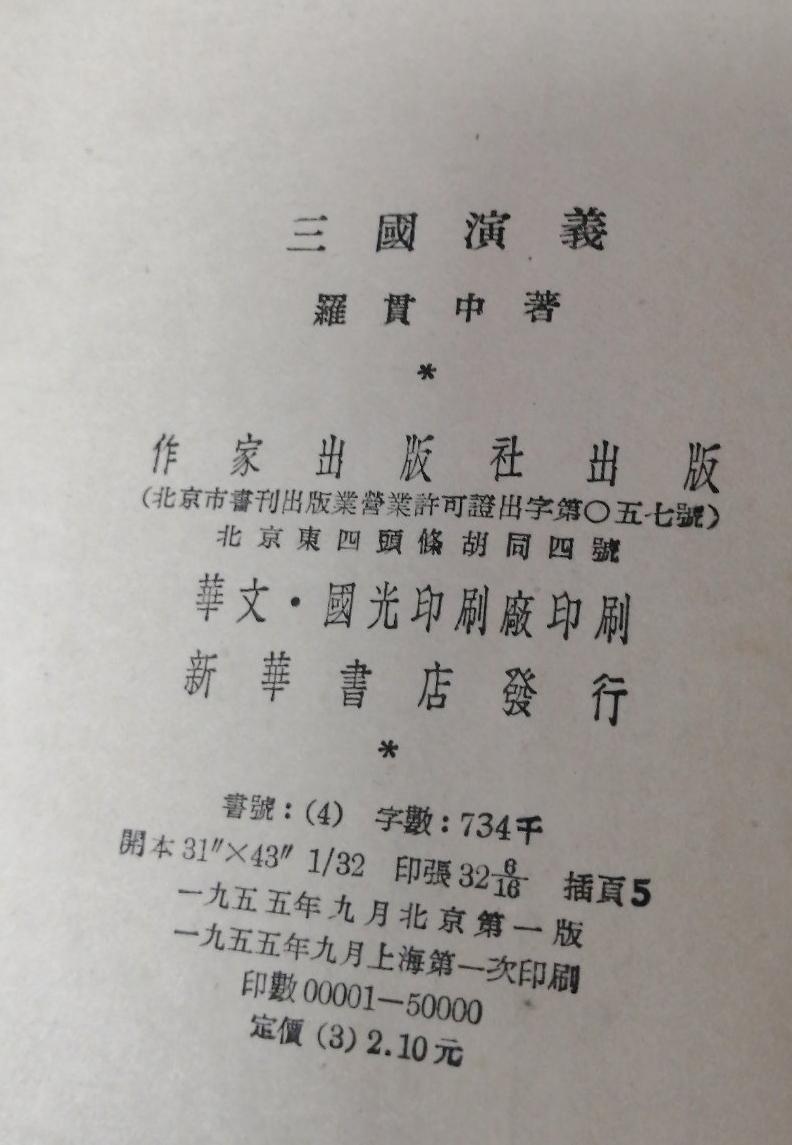 三國演義
羅貫中著
*
作家出版社出版
(北京市書刊出版業營業許可證出字第〇五七號)
北京東四頭條胡同四號
華文·國光印刷廠印刷
新華書店發行
*
書號:(4) 字數:734千
開本31″×43″ 1/32 印張32 6/16 插頁5
一九五五年九月北京第一版
一九五五年九月上海第一次印刷
印數00001—50000
定價(3)2.10元